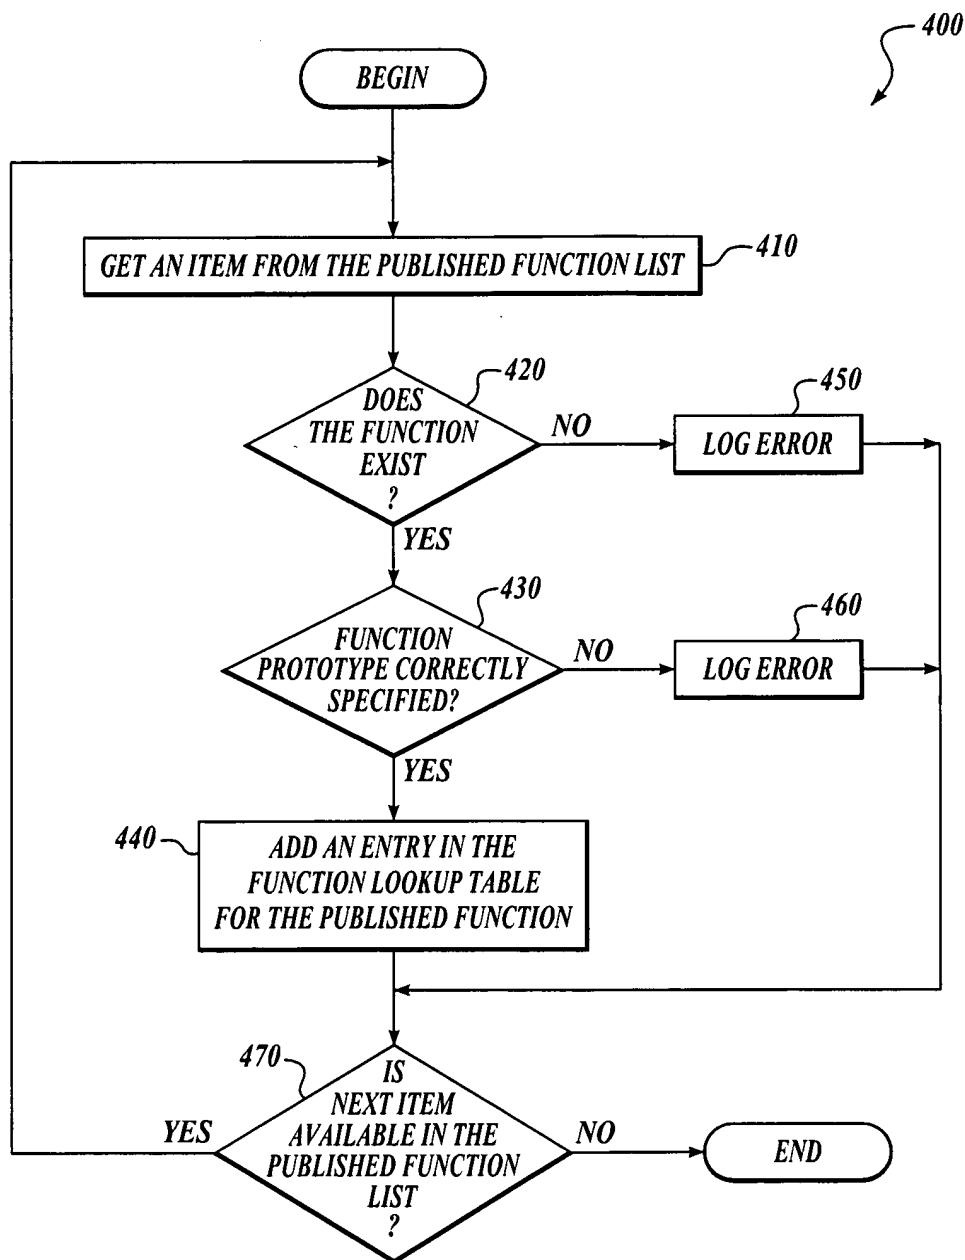 400
BEGIN
GET AN ITEM FROM THE PUBLISHED FUNCTION LIST
410
420
DOES
THE FUNCTION
EXIST
?
NO
450
LOG ERROR
YES
430
FUNCTION
PROTOTYPE CORRECTLY
SPECIFIED?
NO
460
LOG ERROR
YES
440
ADD AN ENTRY IN THE
FUNCTION LOOKUP TABLE
FOR THE PUBLISHED FUNCTION
470
IS
NEXT ITEM
AVAILABLE IN THE
PUBLISHED FUNCTION
LIST
?
YES
NO
END